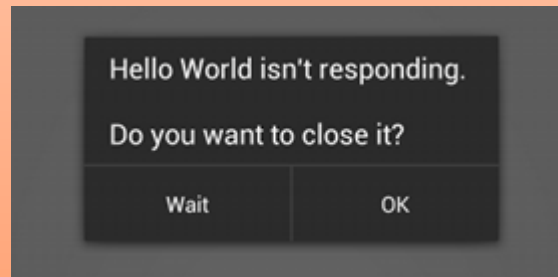 Hello World isn't responding.
Do you want to close it?
Wait
OK